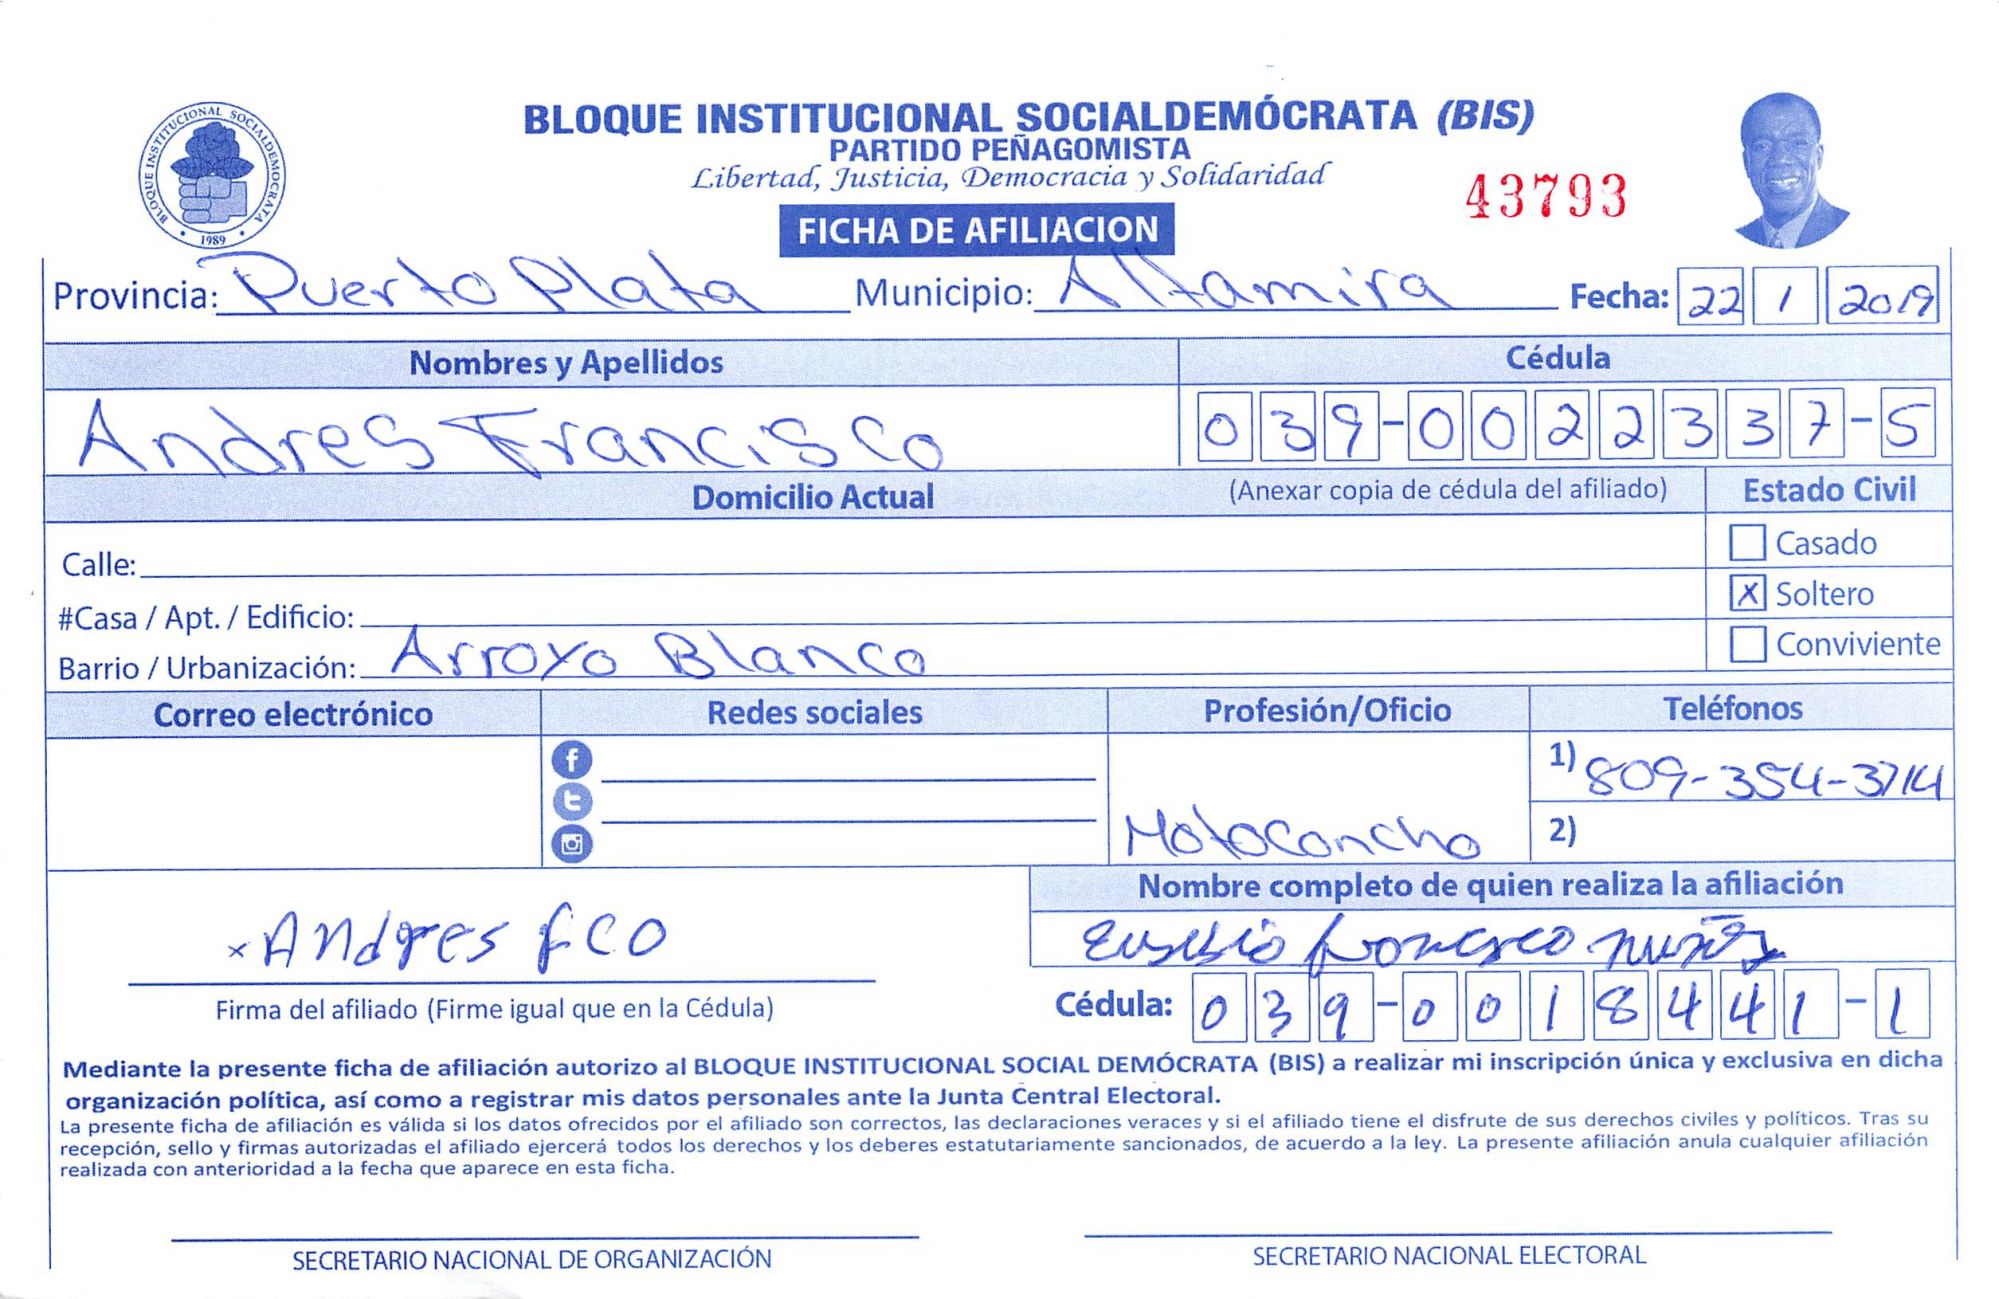 BLOQUE INSTITUCIONAL SOCIALDEMOCRATA
1989
BLOQUE INSTITUCIONAL SOCIALDEMÓCRATA (BIS)
PARTIDO PEÑAGOMISTA
Libertad, Justicia, Democracia y Solidaridad
43793
FICHA DE AFILIACION
Provincia: Puerto Plata Municipio: Altamira Fecha: 22 1 2019
Nombres y Apellidos Cédula
Andres Francisco 039-0022337-5
Domicilio Actual (Anexar copia de cédula del afiliado) Estado Civil
Calle: Casado
#Casa / Apt. / Edificio: X Soltero
Barrio / Urbanización: Arroyo Blanco Conviviente
Correo electrónico Redes sociales Profesión/Oficio Teléfonos
1) 809-354-3714
Motoconcho 2)
Nombre completo de quien realiza la afiliación
x Andres fco Eusebio francisco nuñez
Firma del afiliado (Firme igual que en la Cédula) Cédula: 039-0018441-1
Mediante la presente ficha de afiliación autorizo al BLOQUE INSTITUCIONAL SOCIAL DEMÓCRATA (BIS) a realizar mi inscripción única y exclusiva en dicha
organización política, así como a registrar mis datos personales ante la Junta Central Electoral.
La presente ficha de afiliación es válida si los datos ofrecidos por el afiliado son correctos, las declaraciones veraces y si el afiliado tiene el disfrute de sus derechos civiles y políticos. Tras su
recepción, sello y firmas autorizadas el afiliado ejercerá todos los derechos y los deberes estatutariamente sancionados, de acuerdo a la ley. La presente afiliación anula cualquier afiliación
realizada con anterioridad a la fecha que aparece en esta ficha.
SECRETARIO NACIONAL DE ORGANIZACIÓN SECRETARIO NACIONAL ELECTORAL